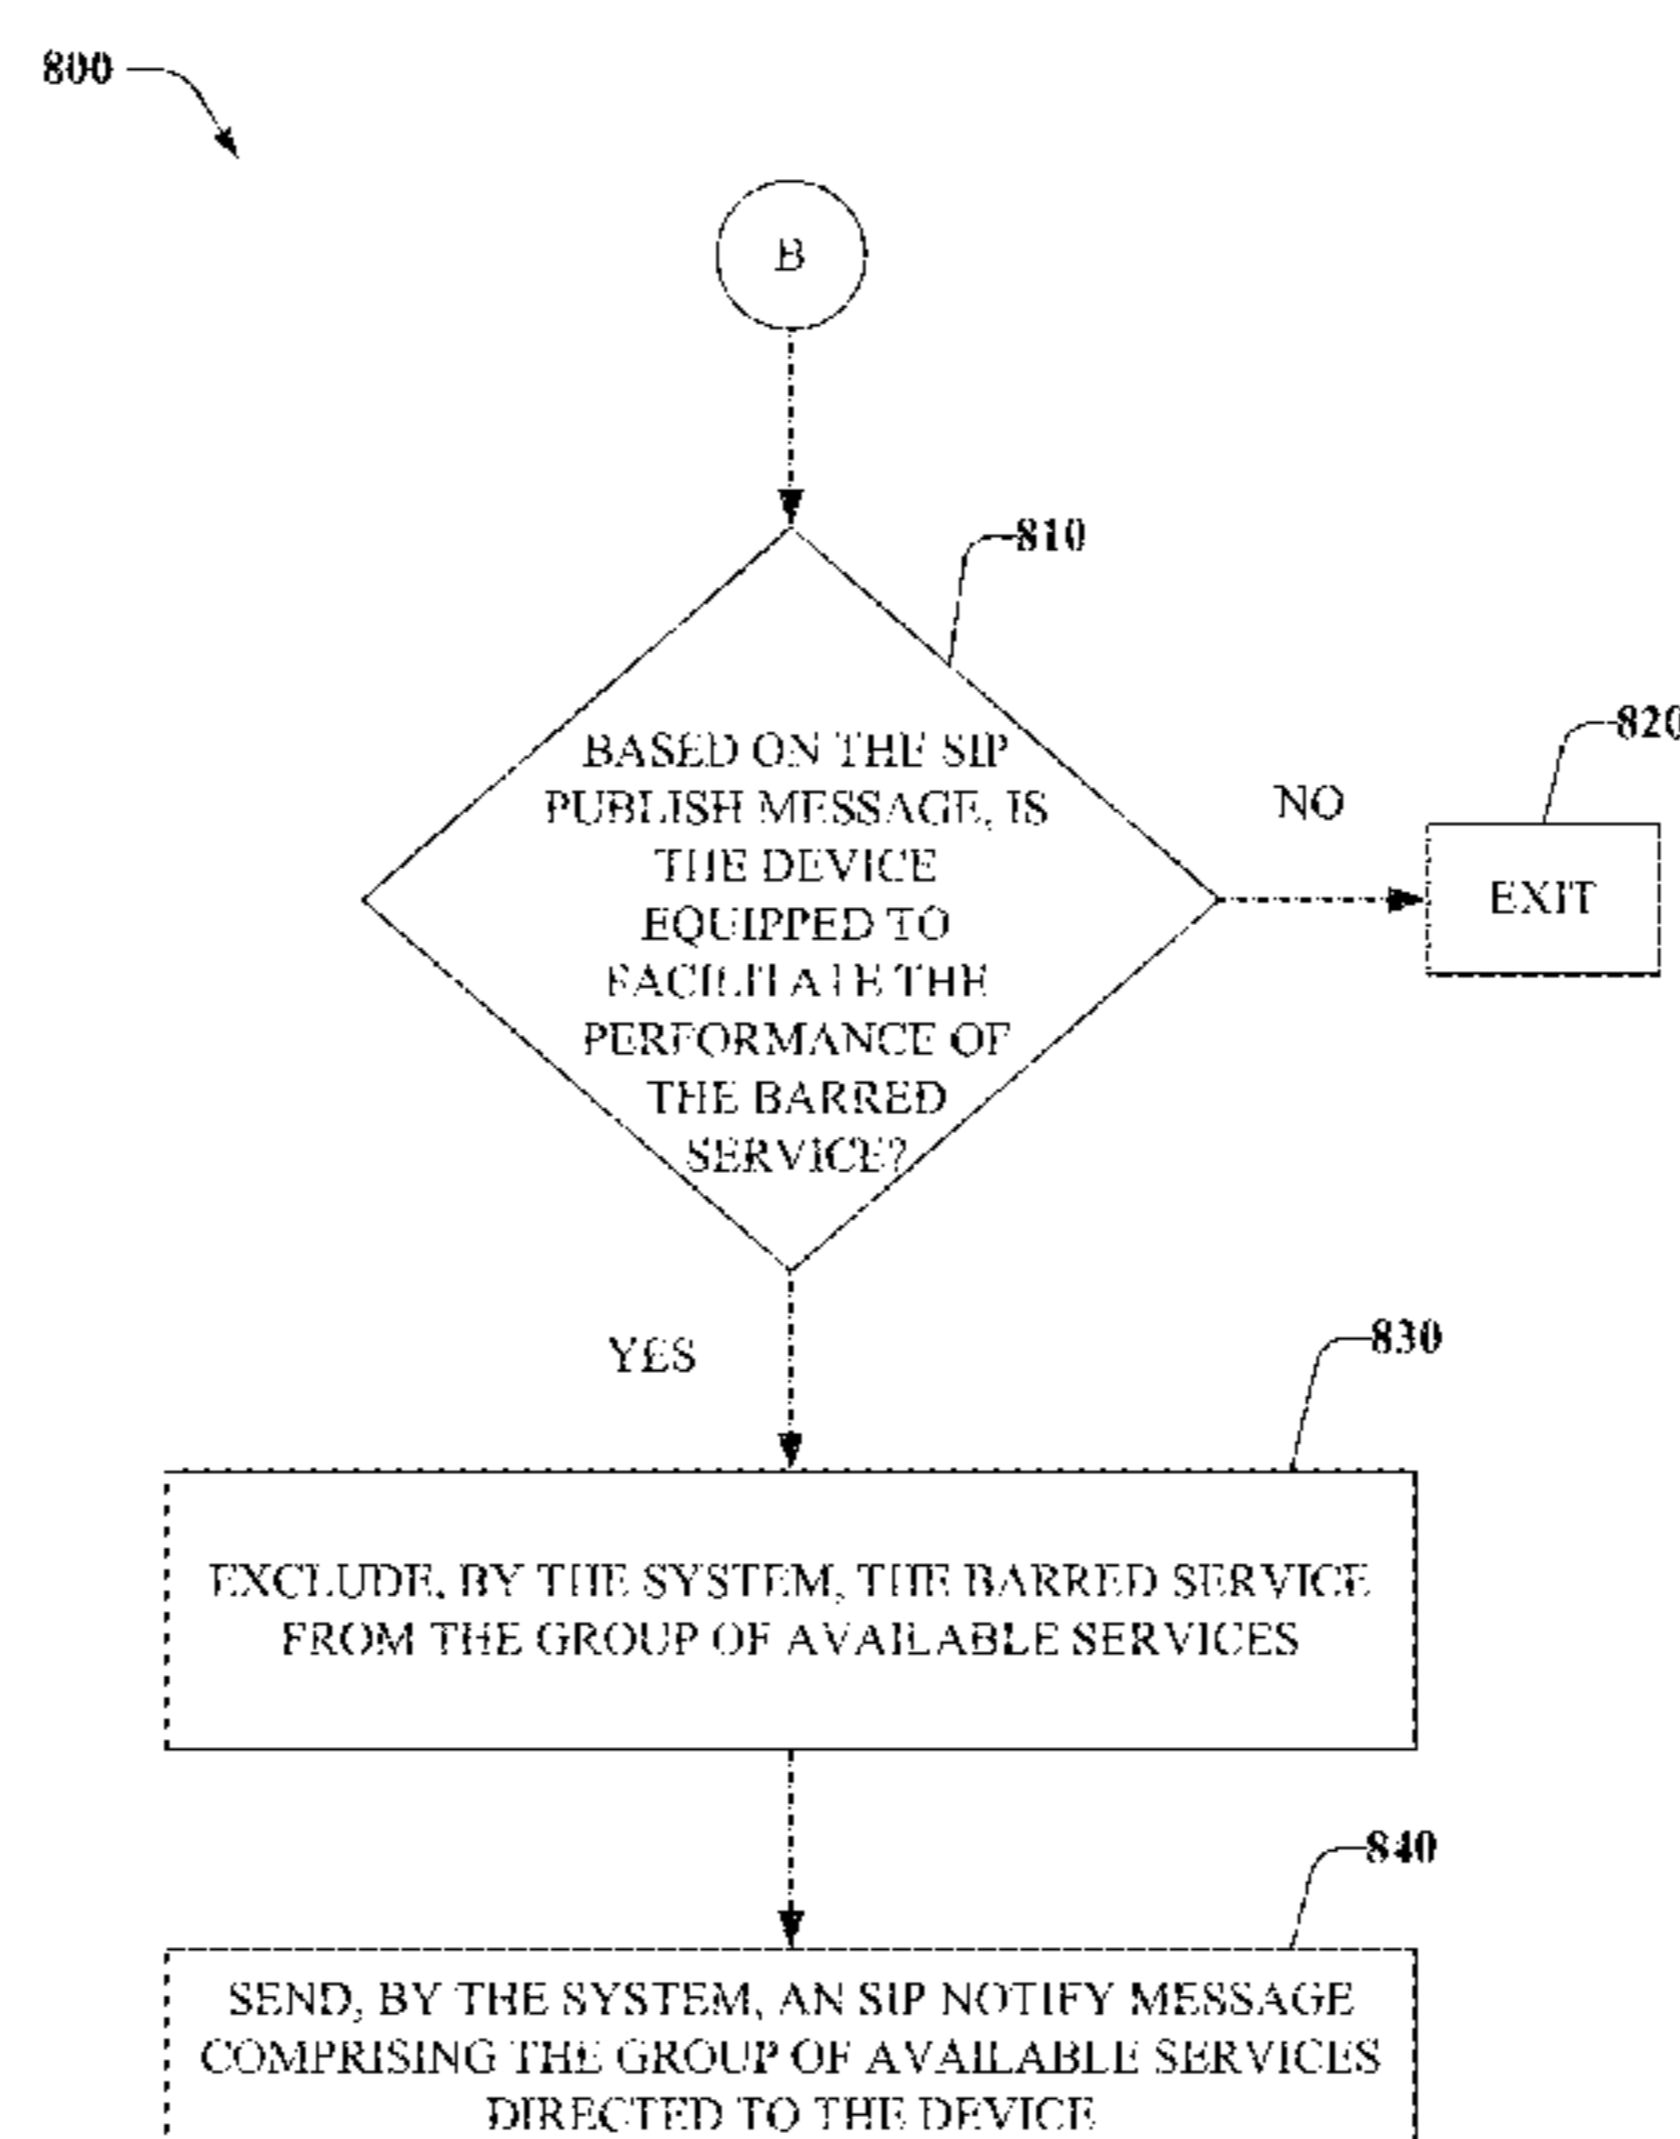 800
B
810
BASED ON THE SIP
PUBLISH MESSAGE, IS
THE DEVICE
EQUIPPED TO
FACILITATE THE
PERFORMANCE OF
THE BARRED
SERVICE?
NO
820
EXIT
YES
830
EXCLUDE, BY THE SYSTEM, THE BARRED SERVICE
FROM THE GROUP OF AVAILABLE SERVICES
840
SEND, BY THE SYSTEM, AN SIP NOTIFY MESSAGE
COMPRISING THE GROUP OF AVAILABLE SERVICES
DIRECTED TO THE DEVICE